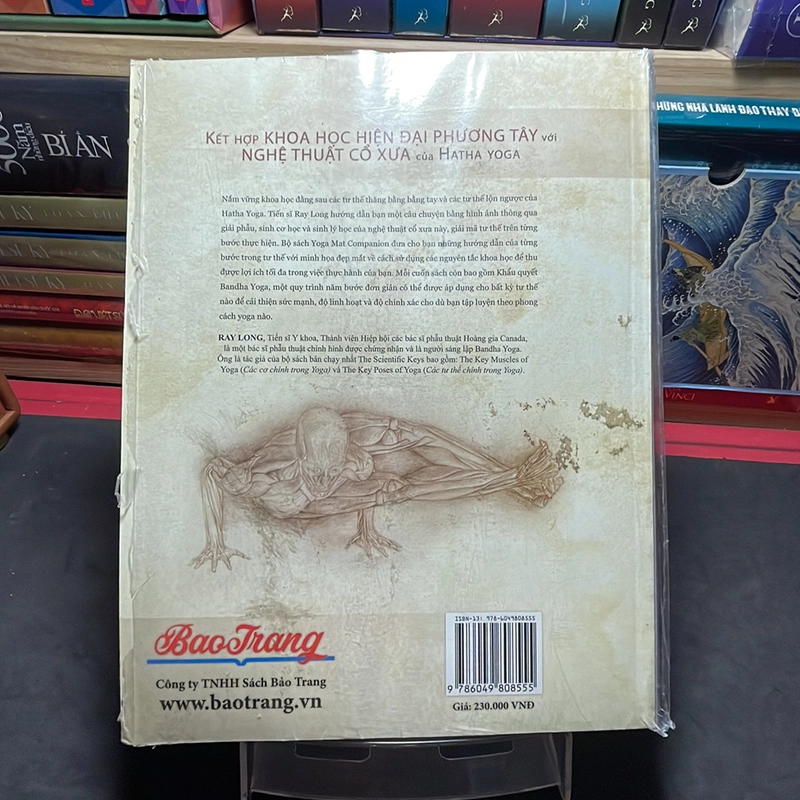 5000
Năm
BÍ ẨN
HỮNG NHÀ LÃNH ĐẠO THAY Đ
KẾT HỢP KHOA HỌC HIỆN ĐẠI PHƯƠNG TÂY với
NGHỆ THUẬT CỔ XƯA của HATHA YOGA
Nắm vững khoa học đằng sau các tư thế thăng bằng bằng tay và các tư thế lộn ngược của
Hatha Yoga. Tiến sĩ Ray Long hướng dẫn bạn một câu chuyện bằng hình ảnh thông qua
giải phẫu, sinh cơ học và sinh lý học của nghệ thuật cổ xưa này, giải mã tư thế trên từng
bước thực hiện. Bộ sách Yoga Mat Companion đưa cho bạn những hướng dẫn của từng
bước trong tư thế với minh họa đẹp mắt về cách sử dụng các nguyên tắc khoa học để thu
được lợi ích tối đa trong việc thực hành của bạn. Mỗi cuốn sách còn bao gồm Khẩu quyết
Bandha Yoga, một quy trình năm bước đơn giản có thể được áp dụng cho bất kỳ tư thế
nào để cải thiện sức mạnh, độ linh hoạt và độ chính xác cho dù bạn tập luyện theo phong
cách yoga nào.
RAY LONG, Tiến sĩ Y khoa, Thành viên Hiệp hội các bác sĩ phẫu thuật Hoàng gia Canada,
là một bác sĩ phẫu thuật chỉnh hình được chứng nhận và là người sáng lập Bandha Yoga.
Ông là tác giả của bộ sách bán chạy nhất The Scientific Keys bao gồm: The Key Muscles of
Yoga (Các cơ chính trong Yoga) và The Key Poses of Yoga (Các tư thế chính trong Yoga).
VINCI
BaoTrang
Công ty TNHH Sách Bảo Trang
www.baotrang.vn
ISBN-13: 978-6049808555
9 786049 808555
Giá: 230.000 VNĐ